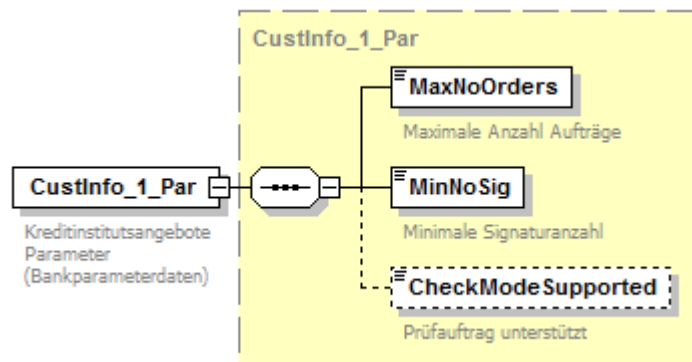 CustInfo_1_Par
MaxNoOrders
Maximale Anzahl Aufträge
CustInfo_1_Par
Kreditinstitutsangebote
Parameter
(Bankparameterdaten)
MinNoSig
Minimale Signaturanzahl
CheckModeSupported
Prüfauftrag unterstützt